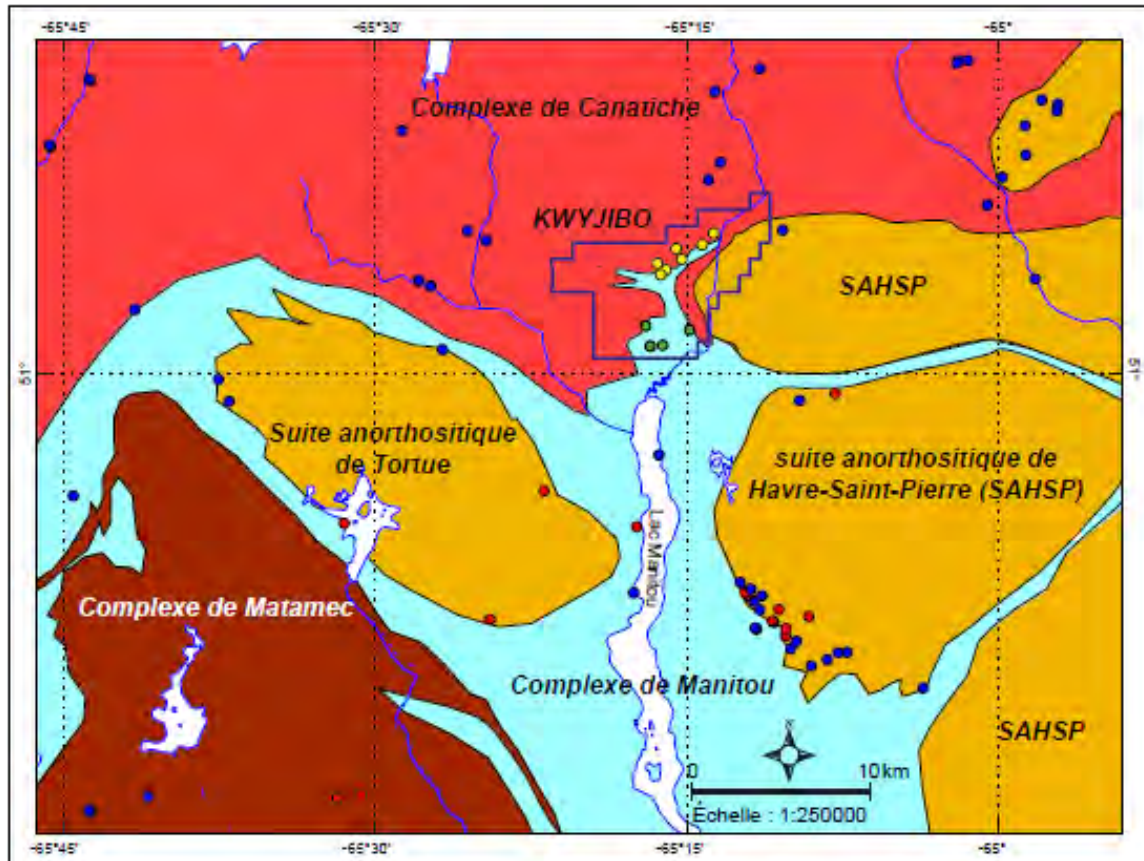 -65°45' -65°30' -65°15' -65°
Complexe de Canatiche
KWYJIBO
SAHSP
51° 51°
Suite anorthositique
de Tortue
suite anorthositique de
Havre-Saint-Pierre (SAHSP)
Lac Manitou
Complexe de Matamec
Complexe de Manitou
SAHSP
N
0 10km
Échelle : 1:250000
-65°45' -65°30' -65°15' -65°